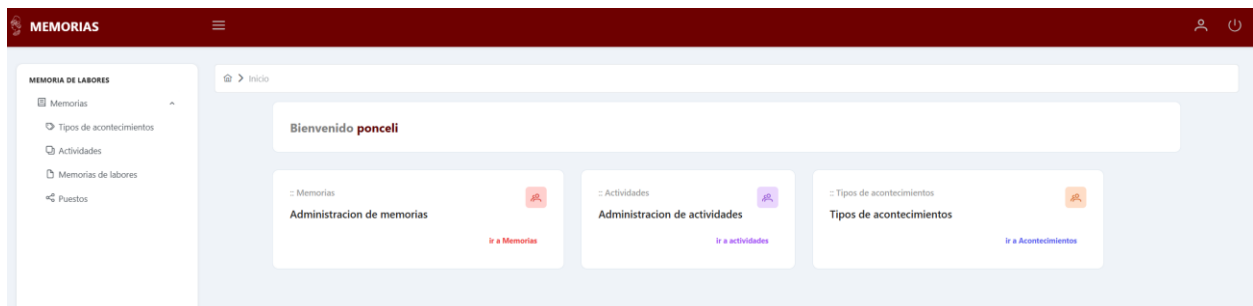 MEMORIAS
MEMORIA DE LABORES
Memorias
Tipos de acontecimientos
Actividades
Memorias de labores
Puestos
Inicio
Bienvenido ponceli
:: Memorias
Administracion de memorias
ir a Memorias
:: Actividades
Administracion de actividades
ir a actividades
:: Tipos de acontecimientos
Tipos de acontecimientos
ir a Acontecimientos